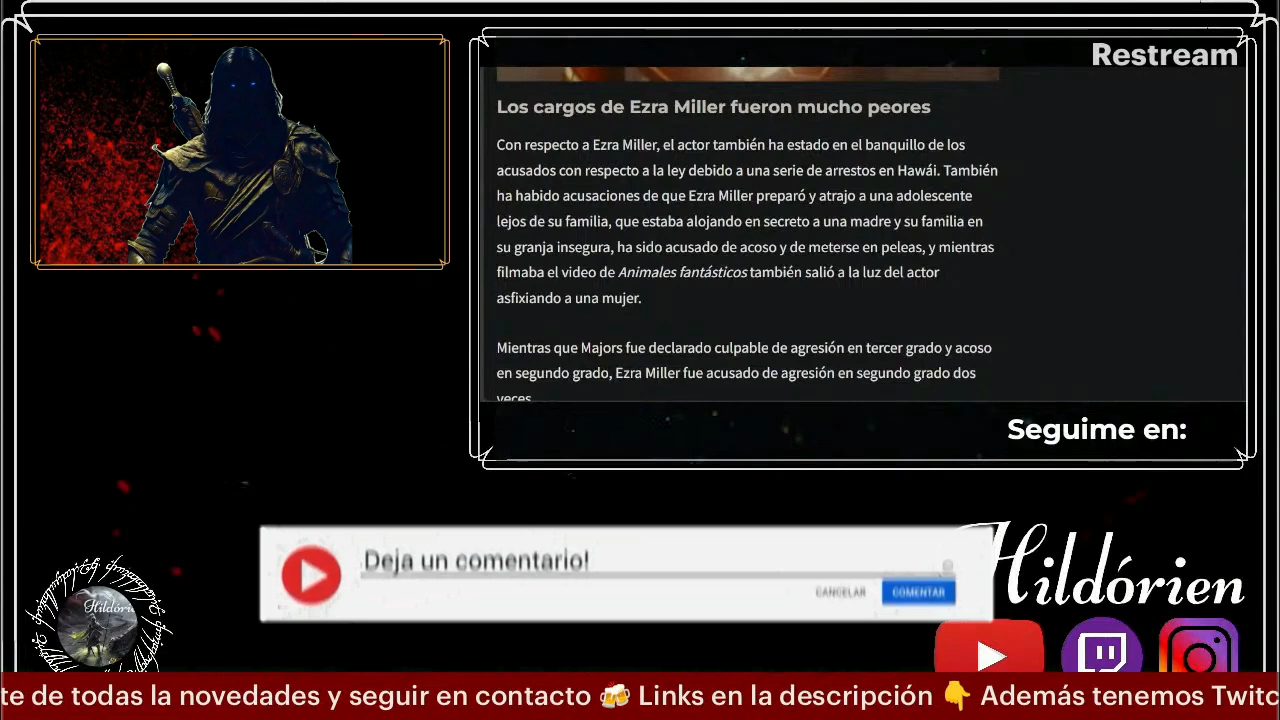 Restream
Los cargos de Ezra Miller fueron mucho peores
Con respecto a Ezra Miller, el actor también ha estado en el banquillo de los
acusados con respecto a la ley debido a una serie de arrestos en Hawái. También
ha habido acusaciones de que Ezra Miller preparó y atrajo a una adolescente
lejos de su familia, que estaba alojando en secreto a una madre y su familia en
su granja insegura, ha sido acusado de acoso y de meterse en peleas, y mientras
filmaba el video de Animales fantásticos también salió a la luz del actor
asfixiando a una mujer.
Mientras que Majors fue declarado culpable de agresión en tercer grado y acoso
en segundo grado, Ezra Miller fue acusado de agresión en segundo grado dos
veces
Seguime en:
Deja un comentario!
CANCELAR
COMENTAR
Hildórien
te de todas la novedades y seguir en contacto 🍻 Links en la descripción 👇 Además tenemos Twitc